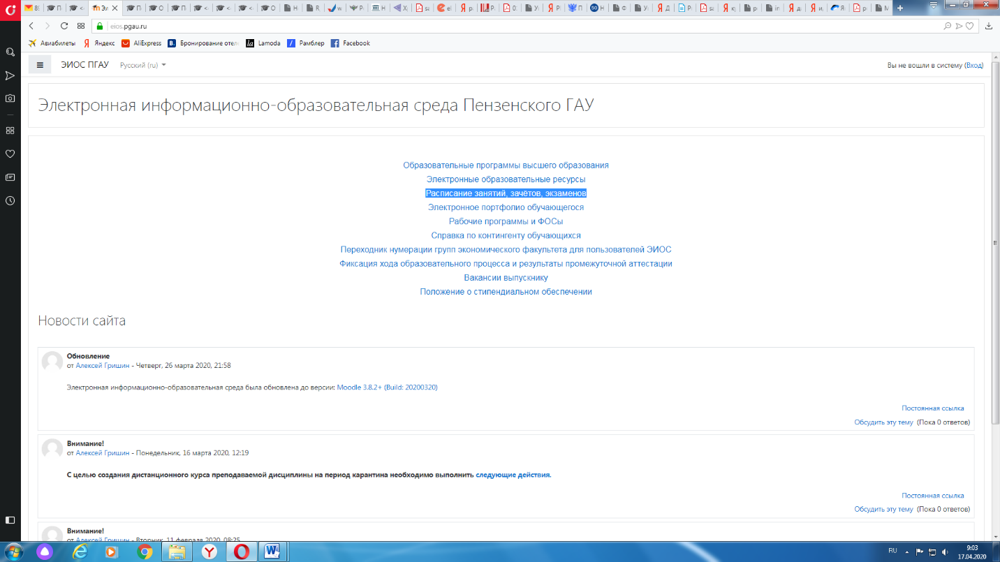 eios.pgau.ru
Авиабилеты Яндекс AliExpress Бронирование отел Lamoda Рамблер Facebook
ЭИОС ПГАУ Русский (ru) Вы не вошли в систему (Вход)
Электронная информационно-образовательная среда Пензенского ГАУ
Образовательные программы высшего образования
Электронные образовательные ресурсы
Расписание занятий, зачётов, экзаменов
Электронное портфолио обучающегося
Рабочие программы и ФОСы
Справка по контингенту обучающихся
Переходник нумерации групп экономического факультета для пользователей ЭИОС
Фиксация хода образовательного процесса и результаты промежуточной аттестации
Вакансии выпускнику
Положение о стипендиальном обеспечении
Новости сайта
Обновление
от Алексей Гришин - Четверг, 26 марта 2020, 21:58
Электронная информационно-образовательная среда была обновлена до версии: Moodle 3.8.2+ (Build: 20200320)
Постоянная ссылка
Обсудить эту тему (Пока 0 ответов)
Внимание!
от Алексей Гришин - Понедельник, 16 марта 2020, 12:19
С целью создания дистанционного курса преподаваемой дисциплины на период карантина необходимо выполнить следующие действия.
Постоянная ссылка
Обсудить эту тему (Пока 0 ответов)
Внимание!
от Алексей Гришин - Вторник, 11 февраля 2020, 08:25
RU 9:03
17.04.2020